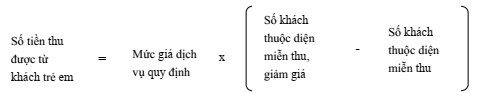 Số tiền thu
được từ
khách trẻ em
=
Mức giá dịch
vụ quy định
x
Số khách
thuộc diện
miễn thu,
giảm giá
-
Số khách
thuộc diện
miễn thu